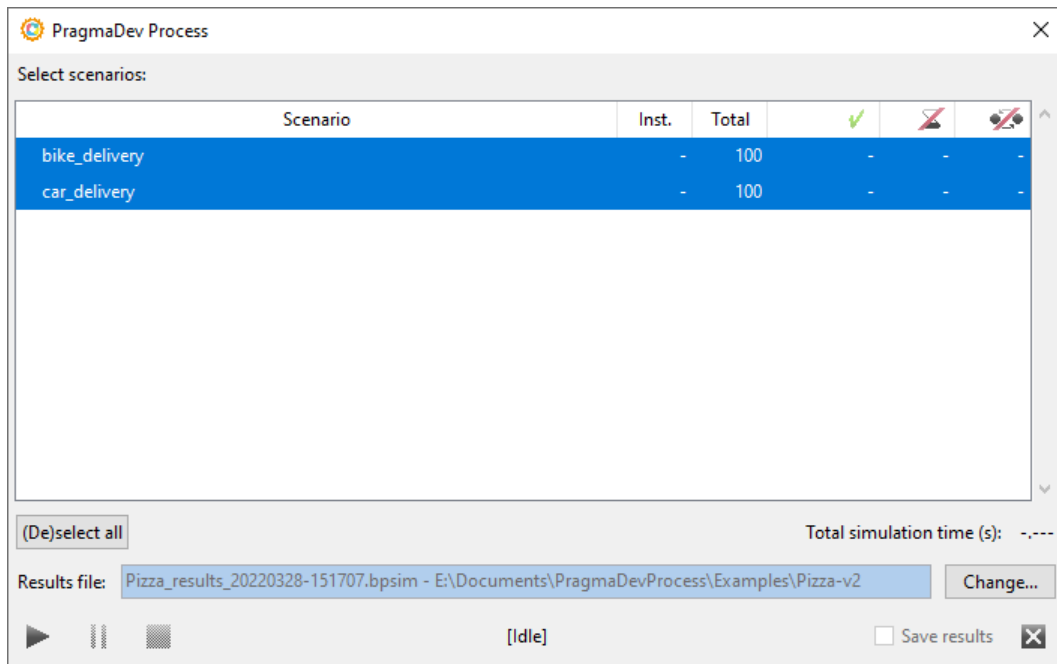 PragmaDev Process
Select scenarios:
Scenario Inst. Total
bike_delivery - 100 - - -
car_delivery - 100 - - -
(De)select all Total simulation time (s): -.---
Results file: Pizza_results_20220328-151707.bpsim - E:\Documents\PragmaDevProcess\Examples\Pizza-v2 Change...
[Idle] Save results